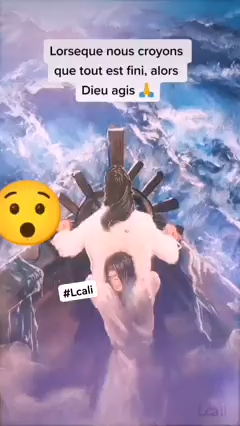 Lorseque nous croyons
que tout est fini, alors
Dieu agis 🙏
#Lcali
Lcali